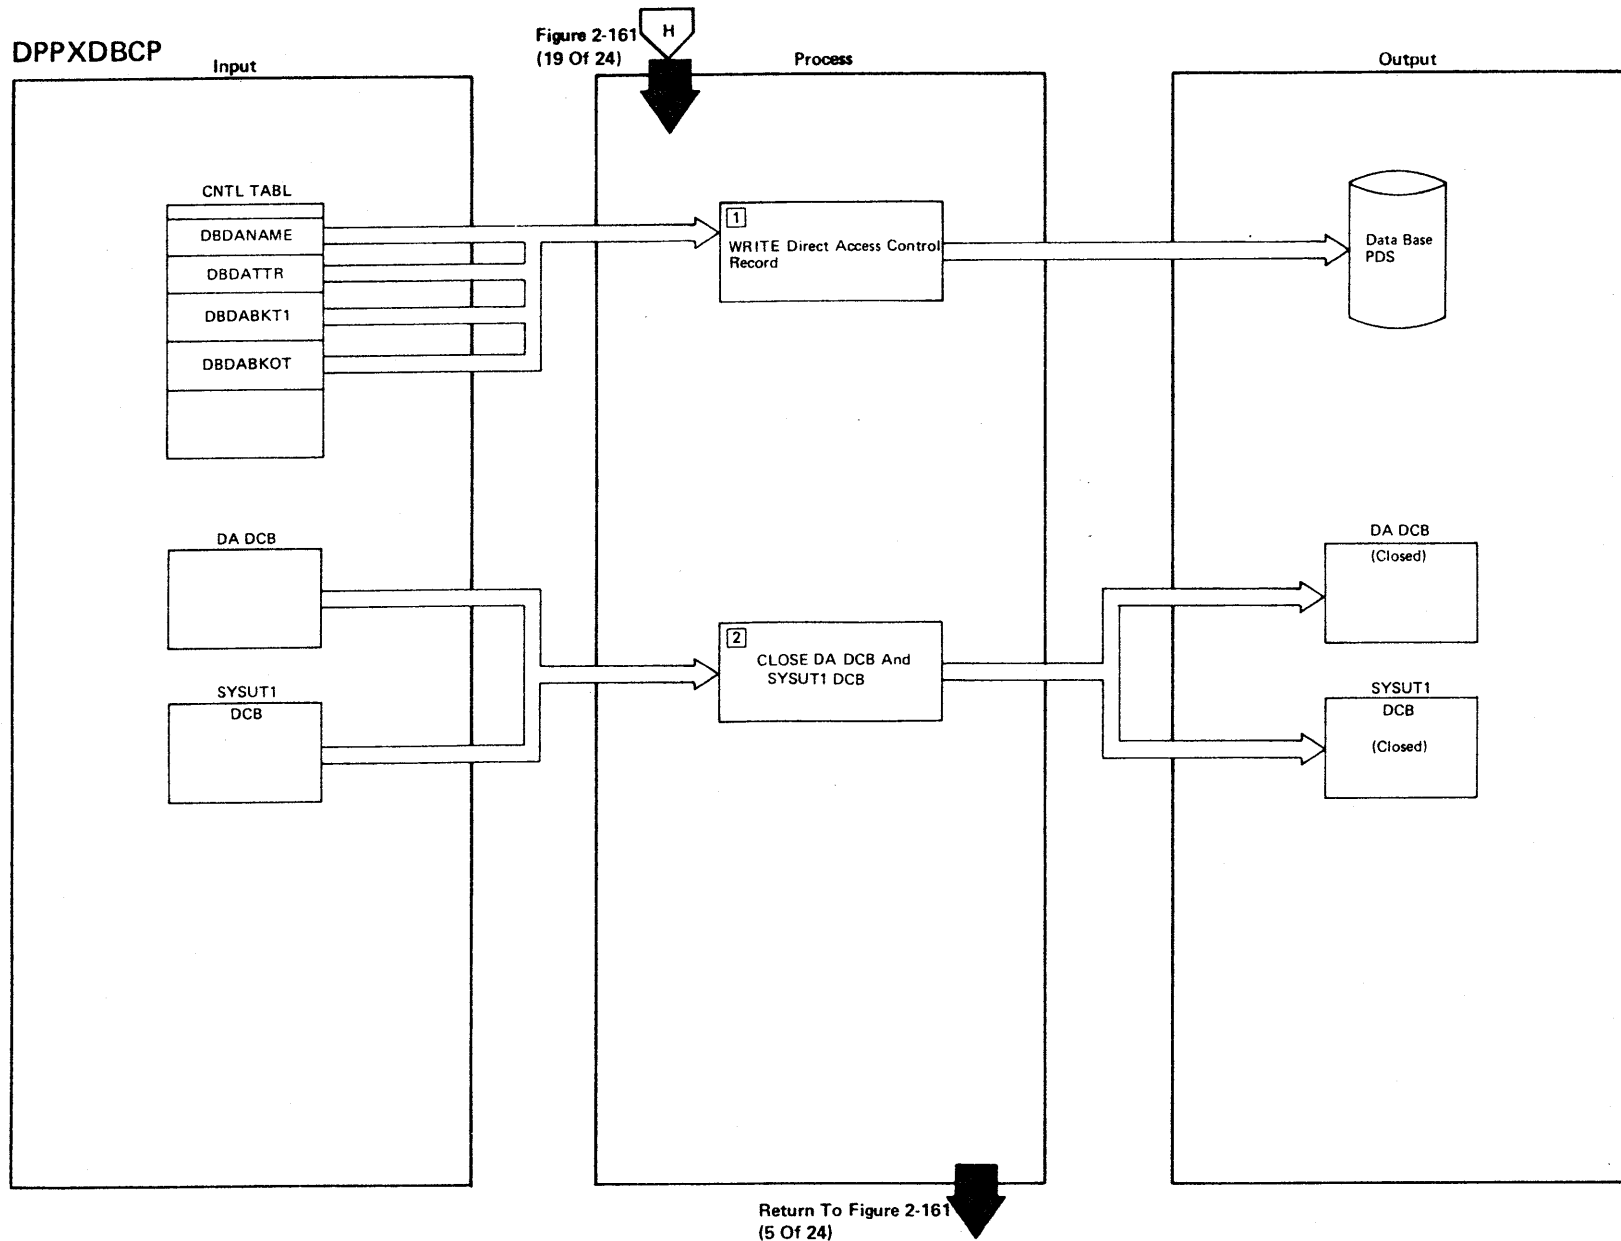 DPPXDBCP
Figure 2-161
(19 Of 24)
H
Input
Process
Output
CNTL TABL
DBDANAME
DBDATTR
DBDABKT1
DBDABKOT
1
WRITE Direct Access Control
Record
Data Base
PDS
DA DCB
SYSUT1
DCB
2
CLOSE DA DCB And
SYSUT1 DCB
DA DCB
(Closed)
SYSUT1
DCB
(Closed)
Return To Figure 2-161
(5 Of 24)